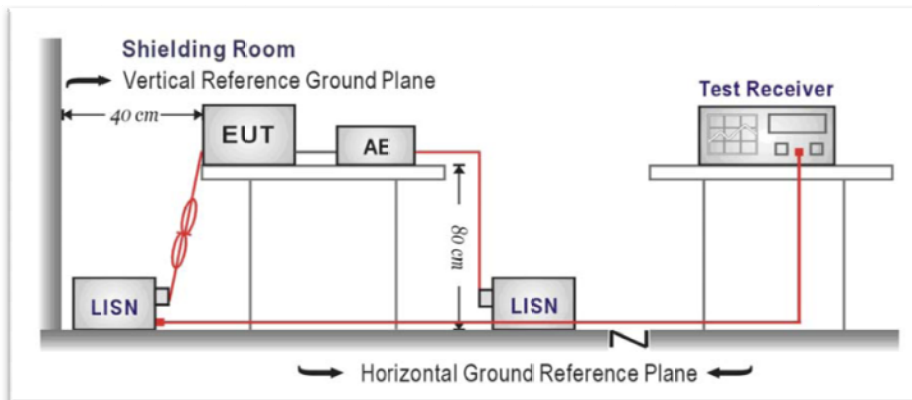 Shielding Room
Vertical Reference Ground Plane
40 cm
EUT
AE
Test Receiver
80 cm
LISN
LISN
Horizontal Ground Reference Plane